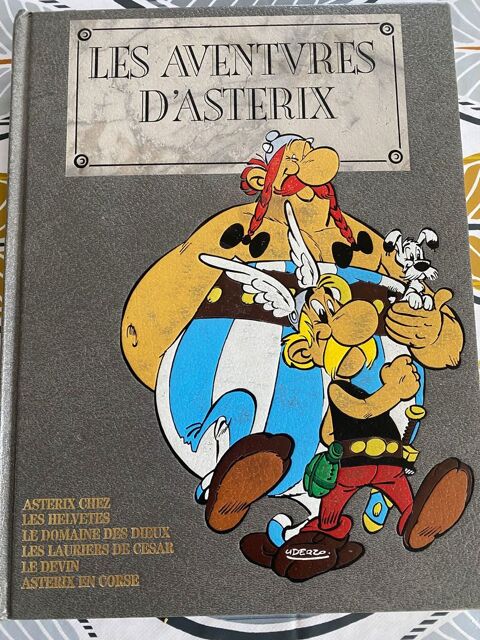 LES AVENTVRES
D'ASTERIX
ASTERIX CHEZ
LES HELVETES
LE DOMAINE DES DIEUX
LES LAURIERS DE CESAR
LE DEVIN
ASTERIX EN CORSE
UDERZO.